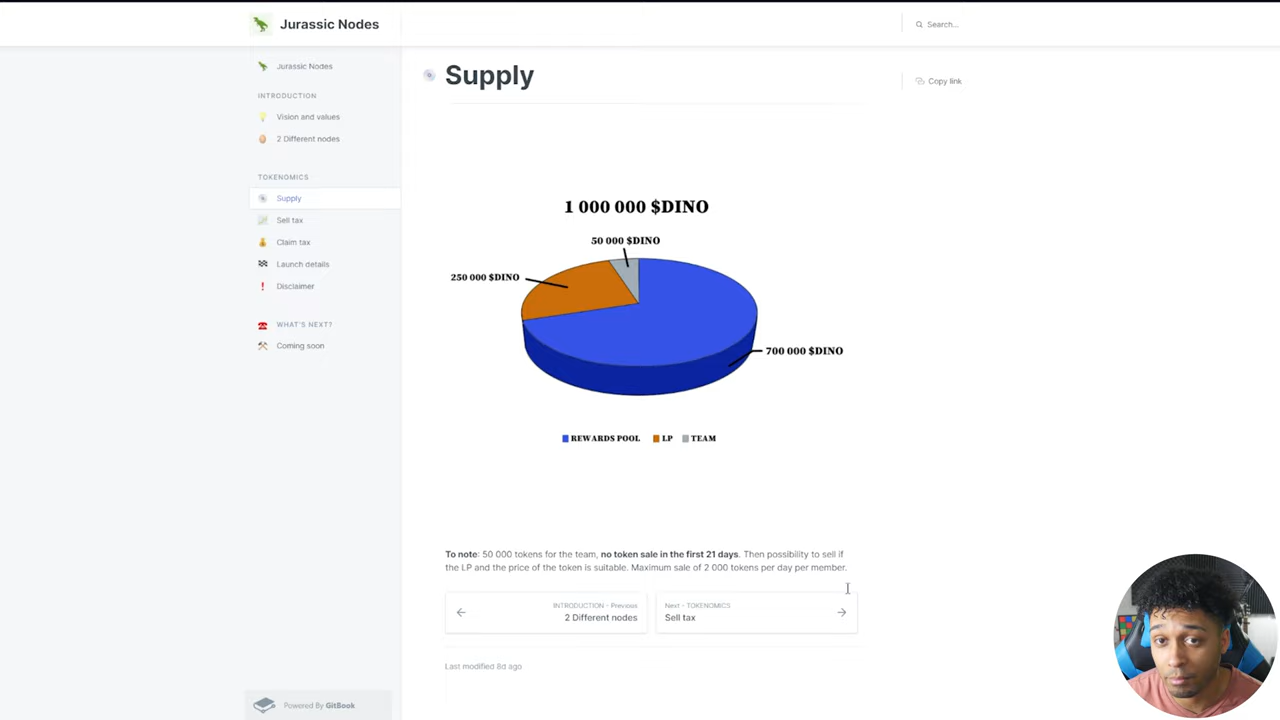 Jurassic Nodes
Search...
Jurassic Nodes
INTRODUCTION
Vision and values
2 Different nodes
TOKENOMICS
Supply
Sell tax
Claim tax
Launch details
Disclaimer
WHAT'S NEXT?
Coming soon
Powered By GitBook
Supply
Copy link
1 000 000 $DINO
50 000 $DINO
250 000 $DINO
700 000 $DINO
REWARDS POOL LP TEAM
To note: 50 000 tokens for the team, no token sale in the first 21 days. Then possibility to sell if
the LP and the price of the token is suitable. Maximum sale of 2 000 tokens per day per member.
INTRODUCTION - Previous
2 Different nodes
Next - TOKENOMICS
Sell tax
Last modified 8d ago